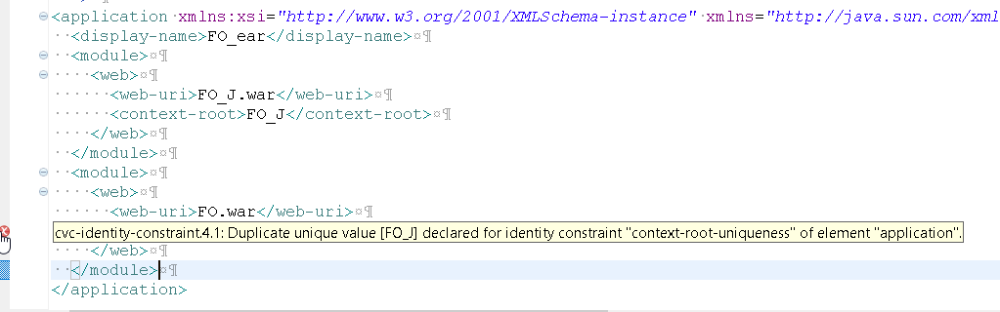 <application xmlns:xsi="http://www.w3.org/2001/XMLSchema-instance" xmlns="http://java.sun.com/xml
··<display-name>FO_ear</display-name>¤¶
··<module>¤¶
····<web>¤¶
······<web-uri>FO_J.war</web-uri>¤¶
······<context-root>FO_J</context-root>¤¶
····</web>¤¶
··</module>¤¶
··<module>¤¶
····<web>¤¶
······<web-uri>FO.war</web-uri>¤¶
cvc-identity-constraint.4.1: Duplicate unique value [FO_J] declared for identity constraint "context-root-uniqueness" of element "application".
····</web>¤¶
··</module>¤¶
</application>